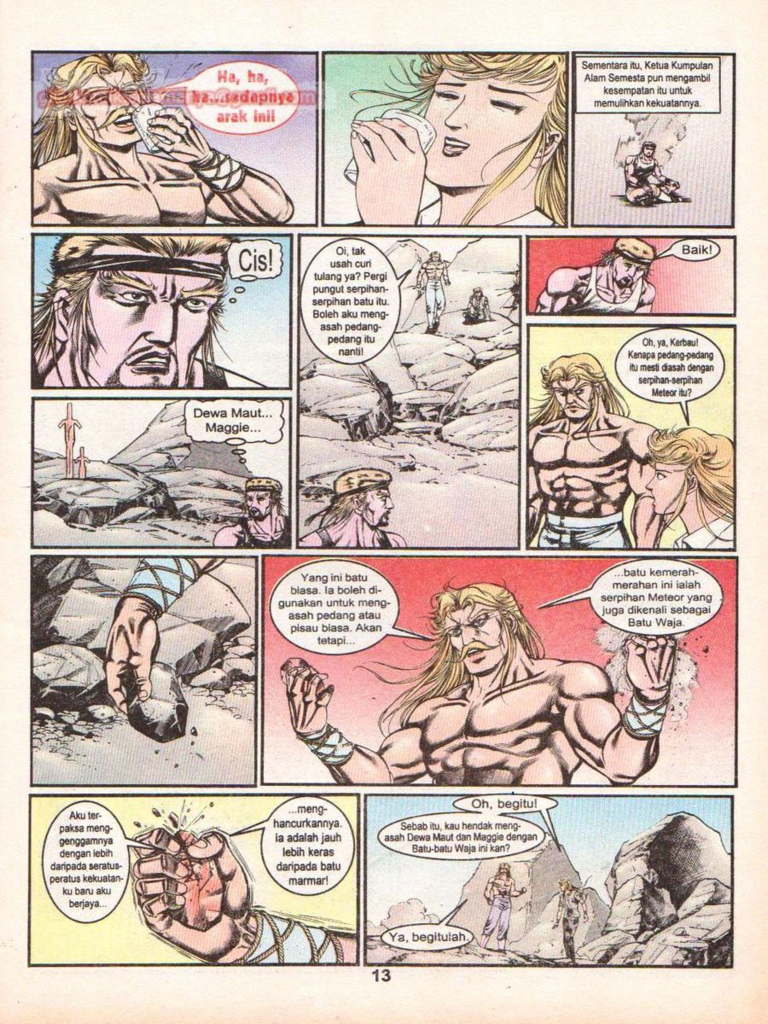 Ha, ha,
ha...sedapnya
arak ini!
Sementara itu, Ketua Kumpulan
Alam Semesta pun mengambil
kesempatan itu untuk
memulihkan kekuatannya.
Cis!
Oi, tak
usah curi
tulang ya? Pergi
pungut serpihan-
serpihan batu itu.
Boleh aku meng-
asah pedang-
pedang itu
nanti!
Baik!
Oh, ya, Kerbau!
Kenapa pedang-pedang
itu mesti diasah dengan
serpihan-serpihan
Meteor itu?
Dewa Maut...
Maggie...
Yang ini batu
biasa. Ia boleh di-
gunakan untuk meng-
asah pedang atau
pisau biasa. Akan
tetapi...
...batu kemerah-
merahan ini ialah
serpihan Meteor yang
juga dikenali sebagai
Batu Waja.
Aku ter-
paksa meng-
genggamnya
dengan lebih
daripada seratus-
peratus kekuatan-
ku baru aku
berjaya...
...meng-
hancurkannya.
Ia adalah jauh
lebih keras
daripada batu
marmar!
Oh, begitu!
Sebab itu, kau hendak meng-
asah Dewa Maut dan Maggie dengan
Batu-batu Waja ini kan?
Ya, begitulah.
13